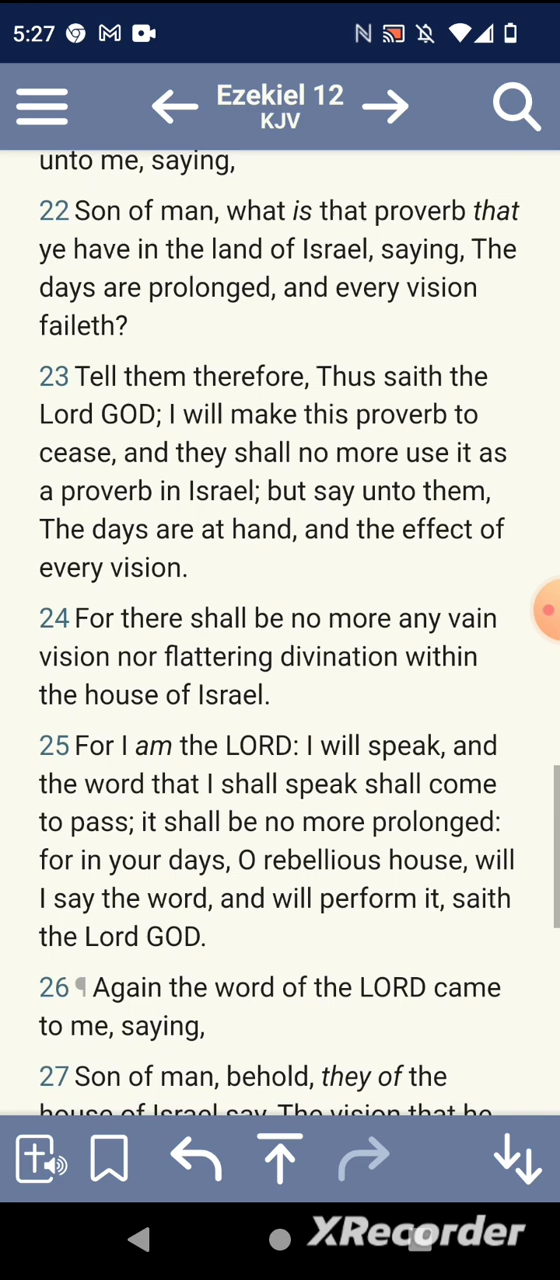 5:27
Ezekiel 12
KJV
unto me, saying,
22 Son of man, what is that proverb that
ye have in the land of Israel, saying, The
days are prolonged, and every vision
faileth?
23 Tell them therefore, Thus saith the
Lord GOD; I will make this proverb to
cease, and they shall no more use it as
a proverb in Israel; but say unto them,
The days are at hand, and the effect of
every vision.
24 For there shall be no more any vain
vision nor flattering divination within
the house of Israel.
25 For I am the LORD: I will speak, and
the word that I shall speak shall come
to pass; it shall be no more prolonged:
for in your days, O rebellious house, will
I say the word, and will perform it, saith
the Lord GOD.
26 ¶ Again the word of the LORD came
to me, saying,
27 Son of man, behold, they of the
house of Israel say, The vision that he
XRecorder